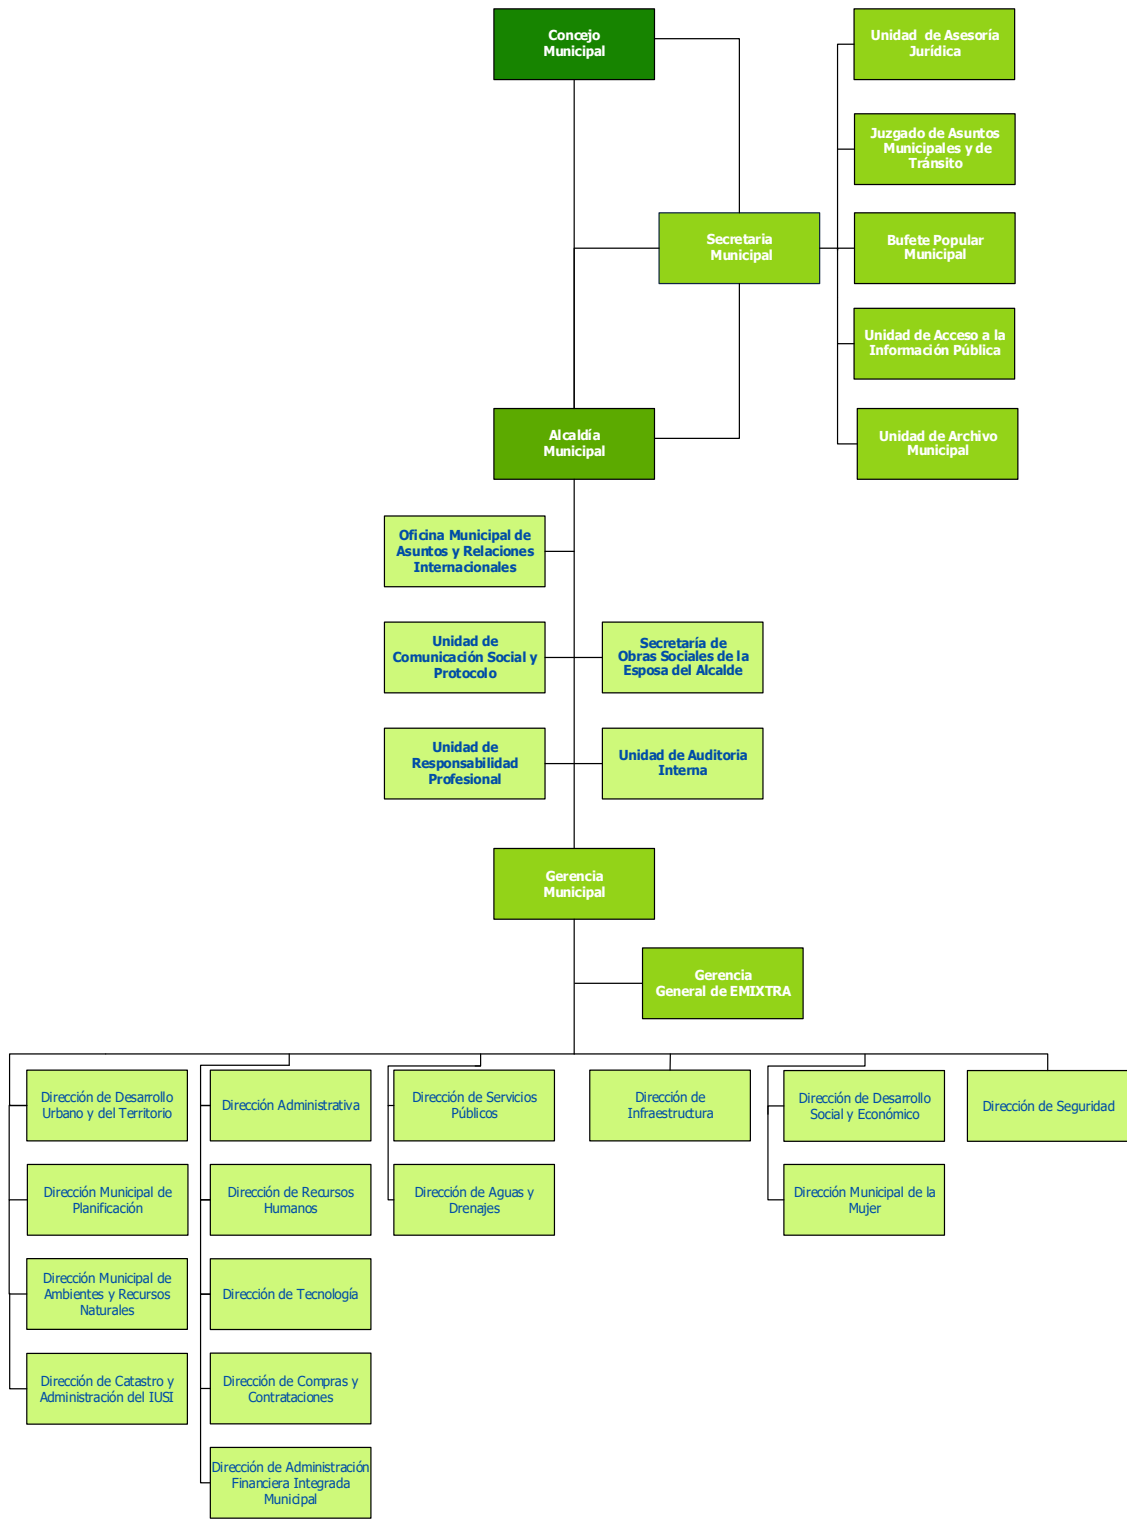 Concejo
Municipal
Unidad de Asesoría
Jurídica
Juzgado de Asuntos
Municipales y de
Tránsito
Secretaria
Municipal
Bufete Popular
Municipal
Unidad de Acceso a la
Información Pública
Alcaldía
Municipal
Unidad de Archivo
Municipal
Oficina Municipal de
Asuntos y Relaciones
Internacionales
Unidad de
Comunicación Social y
Protocolo
Secretaría de
Obras Sociales de la
Esposa del Alcalde
Unidad de
Responsabilidad
Profesional
Unidad de Auditoria
Interna
Gerencia
Municipal
Gerencia
General de EMIXTRA
Dirección de Desarrollo
Urbano y del Territorio
Dirección Administrativa
Dirección de Servicios
Públicos
Dirección de
Infraestructura
Dirección de Desarrollo
Social y Económico
Dirección de Seguridad
Dirección Municipal de
Planificación
Dirección de Recursos
Humanos
Dirección de Aguas y
Drenajes
Dirección Municipal de la
Mujer
Dirección Municipal de
Ambientes y Recursos
Naturales
Dirección de Tecnología
Dirección de Catastro y
Administración del IUSI
Dirección de Compras y
Contrataciones
Dirección de Administración
Financiera Integrada
Municipal